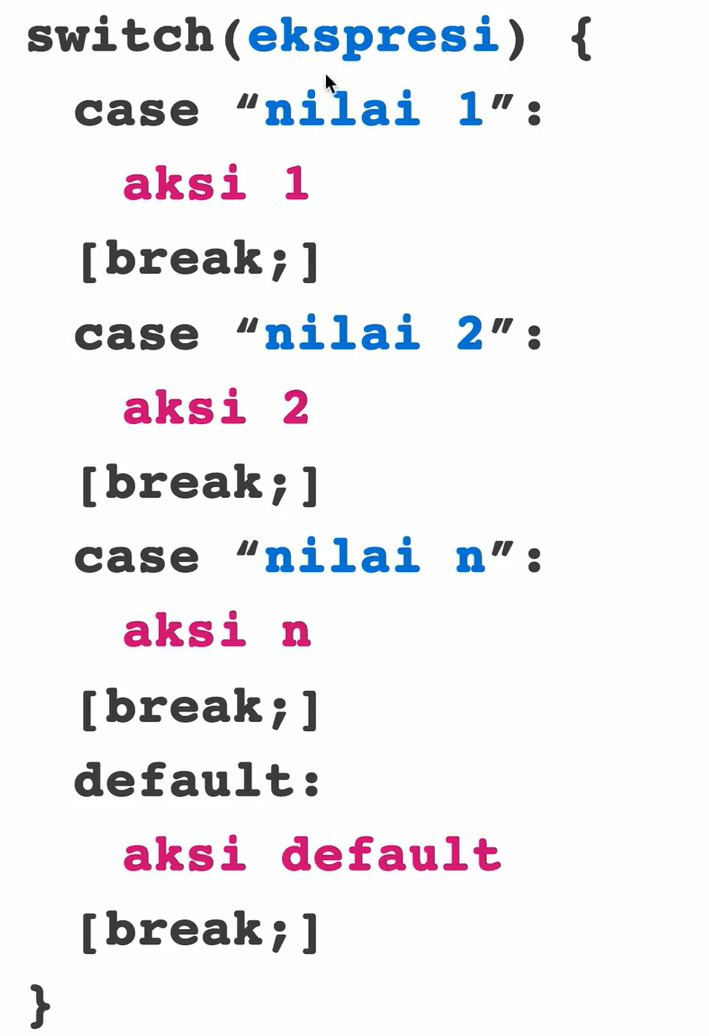 switch(ekspresi) {
case “nilai 1”:
aksi 1
[break;]
case “nilai 2”:
aksi 2
[break;]
case “nilai n”:
aksi n
[break;]
default:
aksi default
[break;]
}